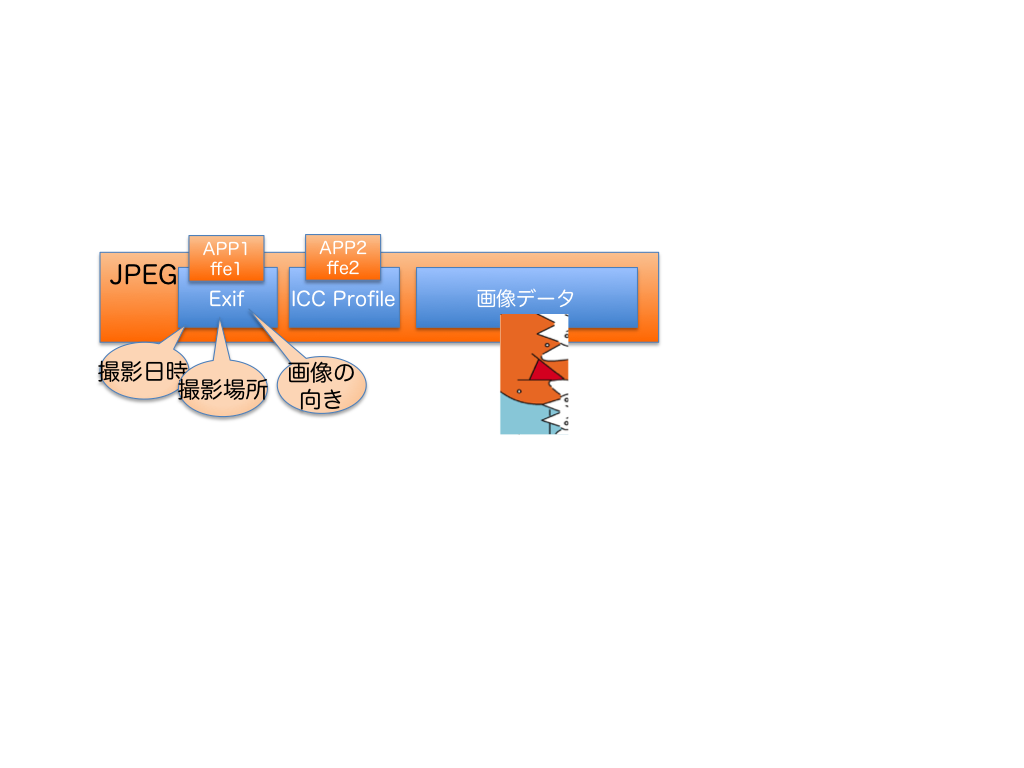 APP1
ffe1
APP2
ffe2
JPEG
Exif
ICC Profile
画像データ
撮影日時
撮影場所
画像の
向き